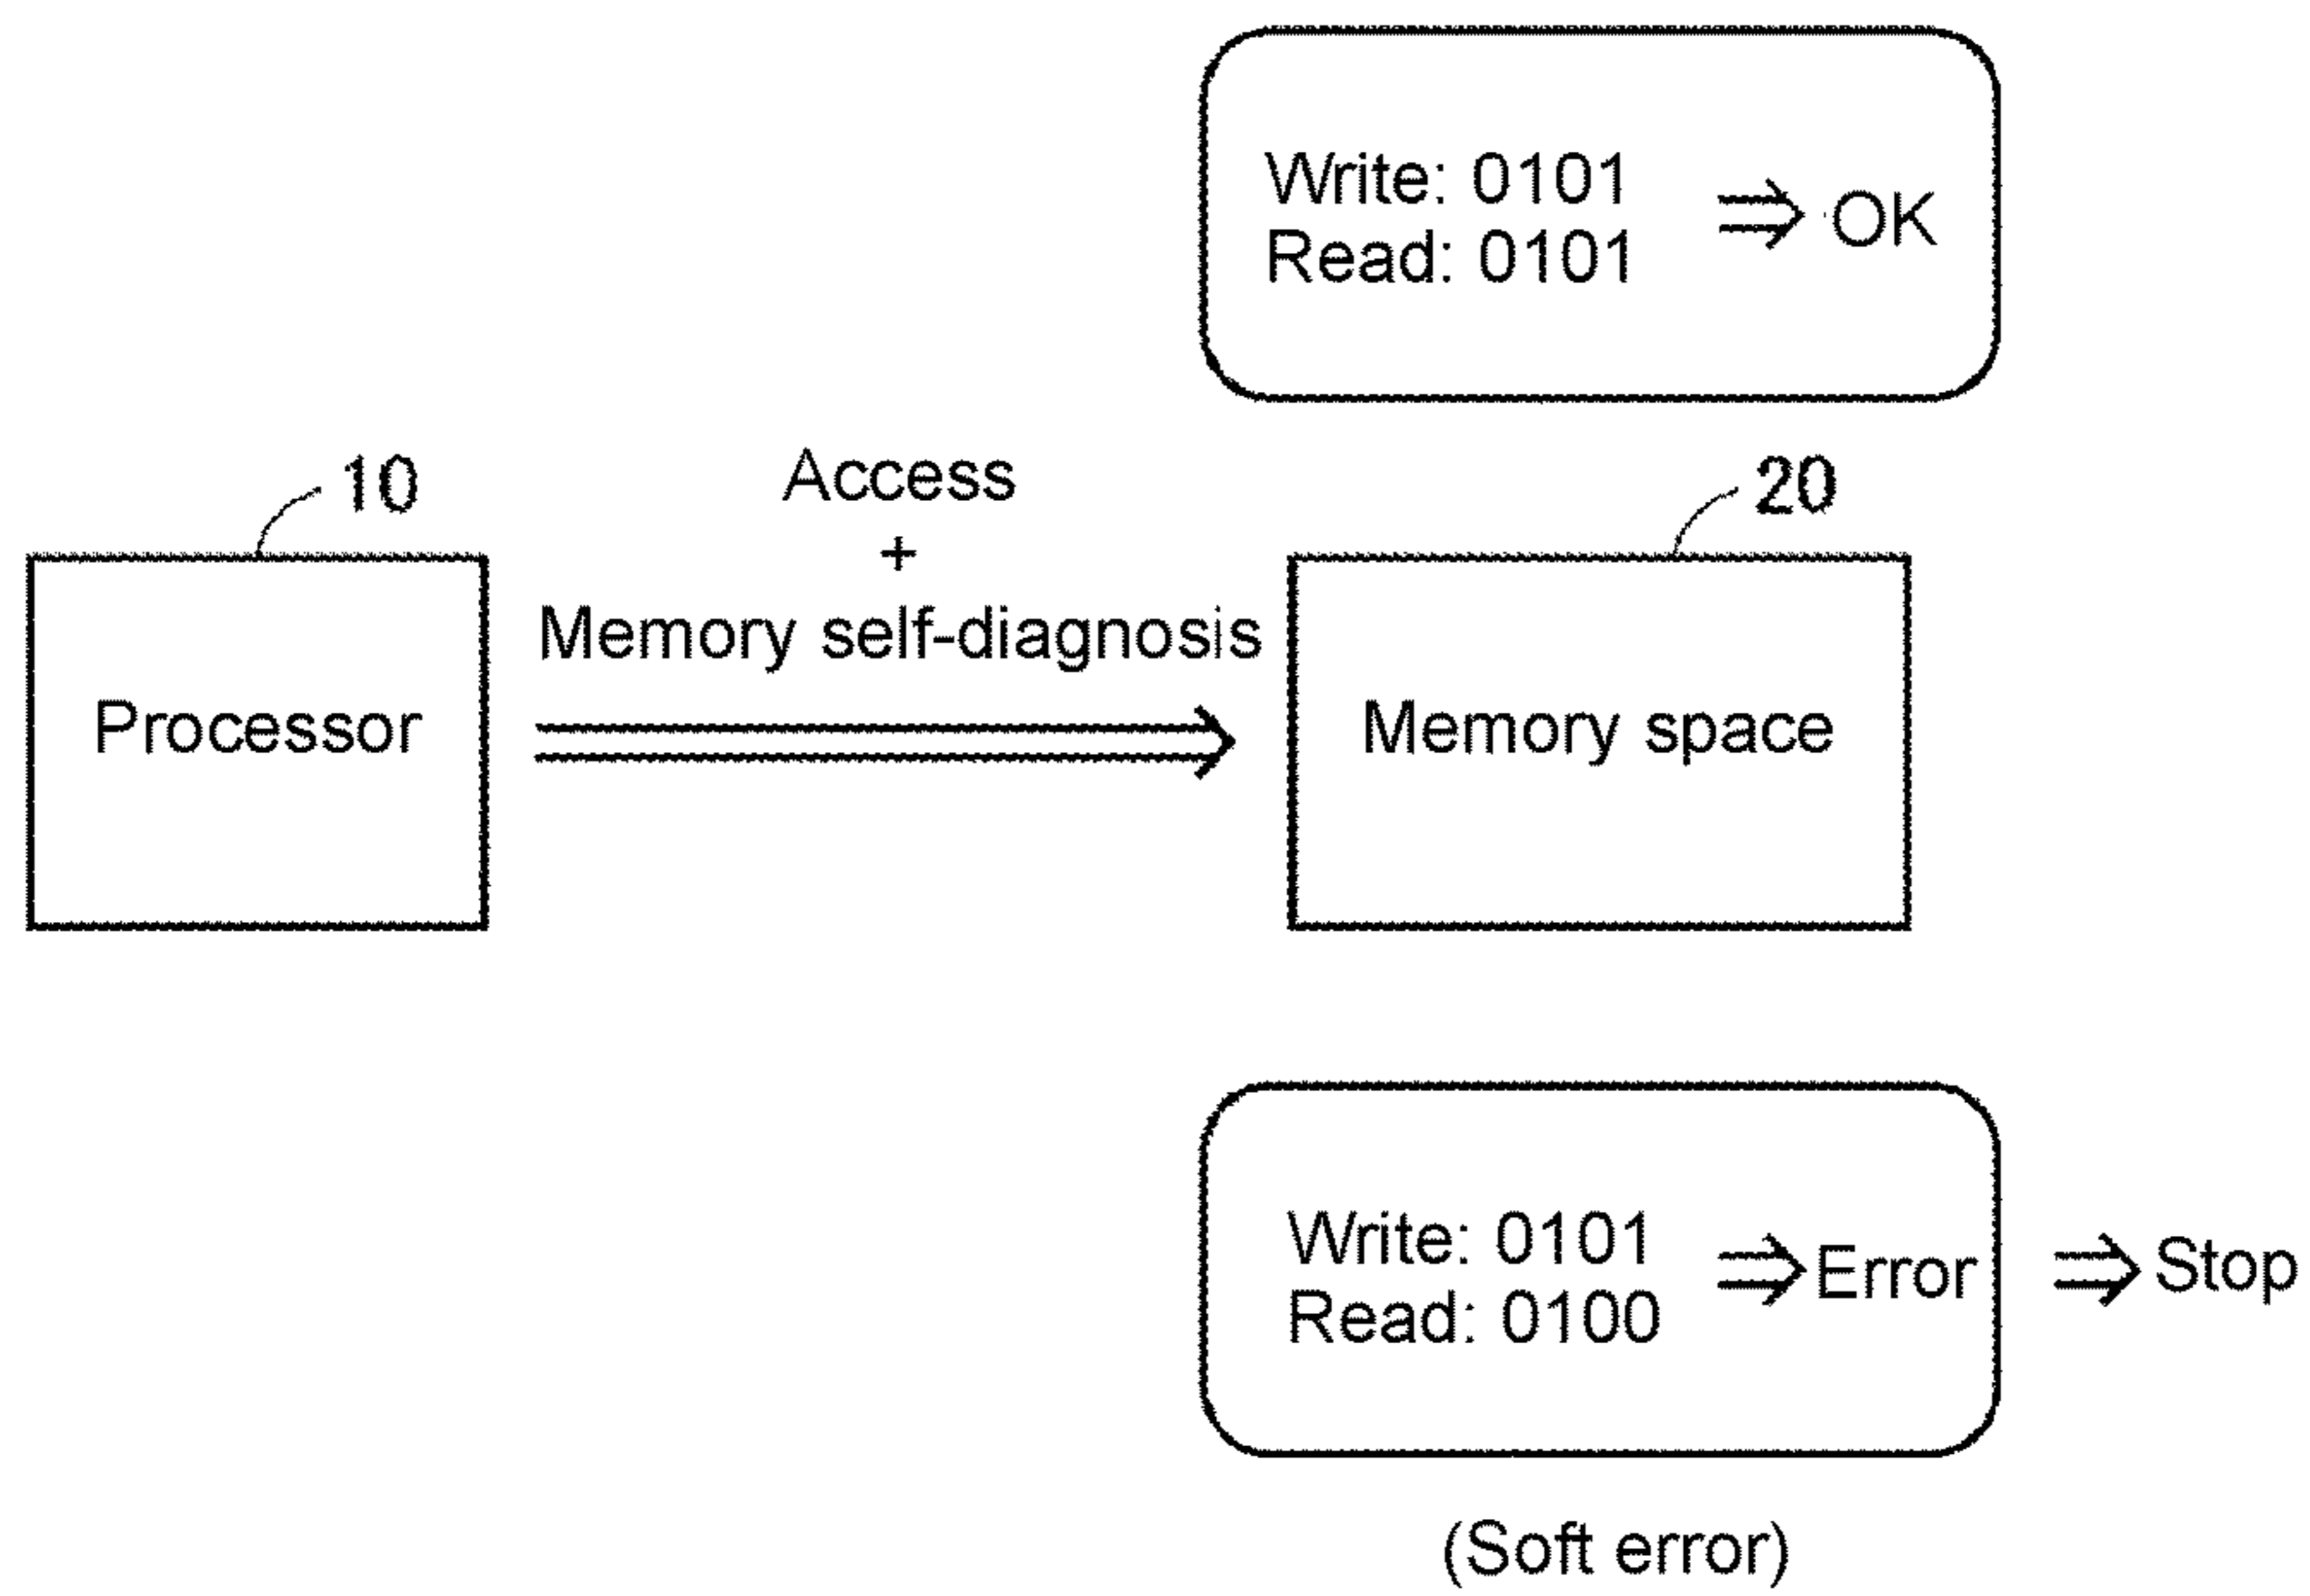 Write: 0101
Read: 0101
⇒ OK
10
Access
+
Memory self-diagnosis
20
Processor
Memory space
Write: 0101
Read: 0100
⇒ Error
⇒ Stop
(Soft error)